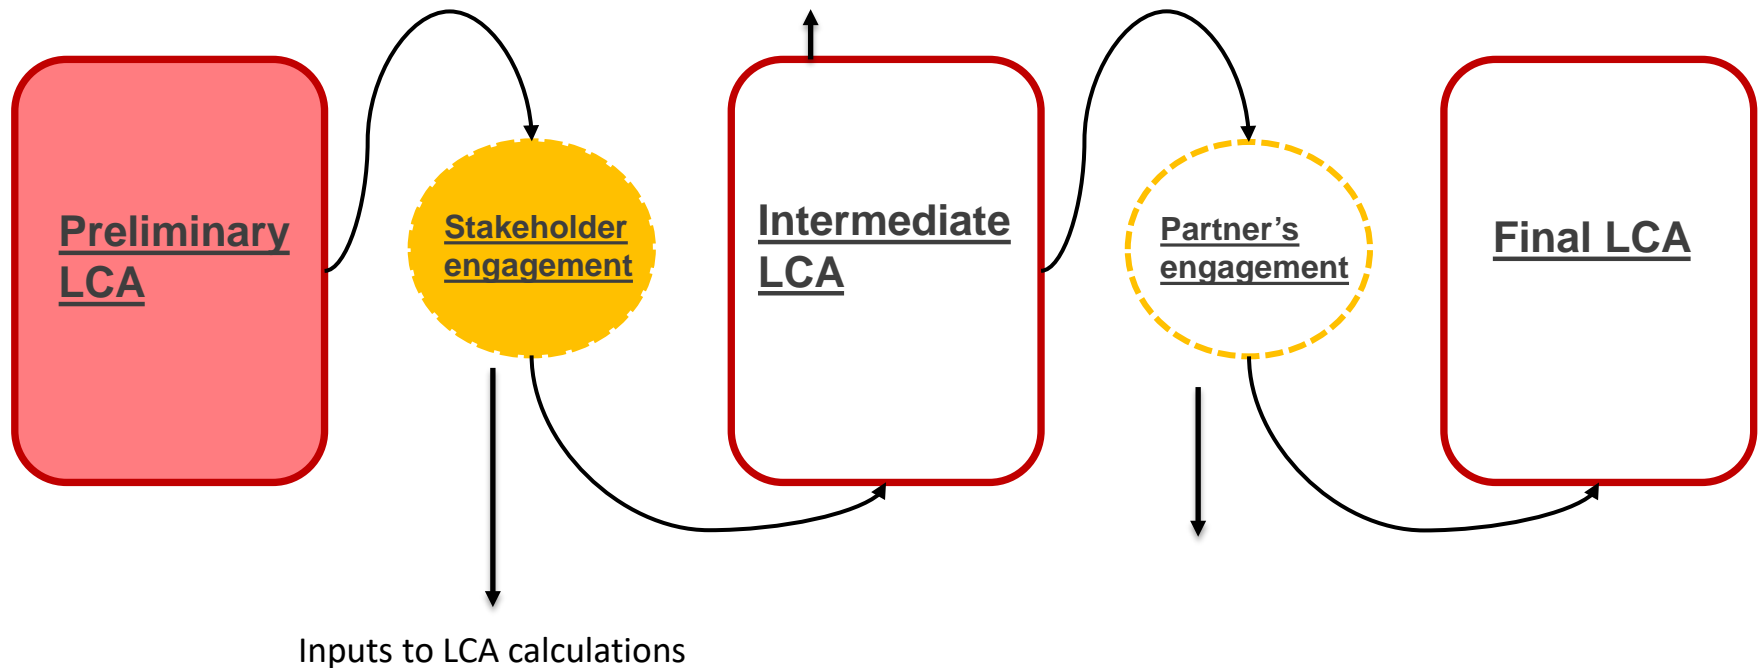 Preliminary
LCA
Stakeholder
engagement
Intermediate
LCA
Partner’s
engagement
Final LCA
Inputs to LCA calculations